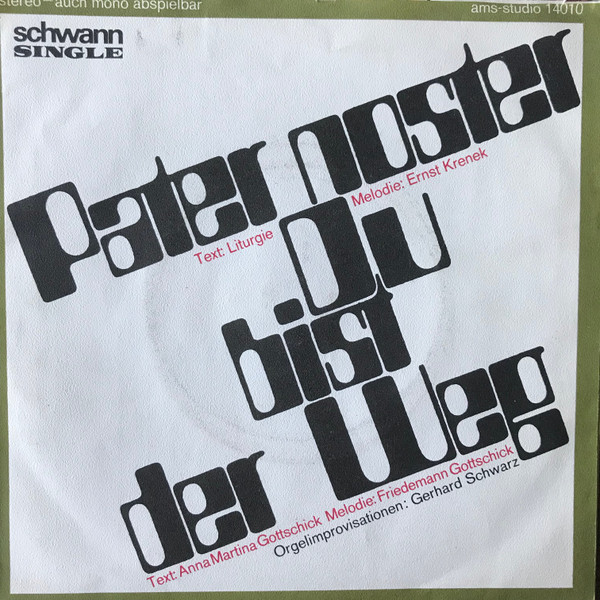 stereo – auch mono abspielbar
ams-studio 14010
schwann
SINGLE
Pater noster
Text: Liturgie
Melodie: Ernst Krenek
Du
bist
der Weg
Text: Anna Martina Gottschick Melodie: Friedemann Gottschick
Orgelimprovisationen: Gerhard Schwarz